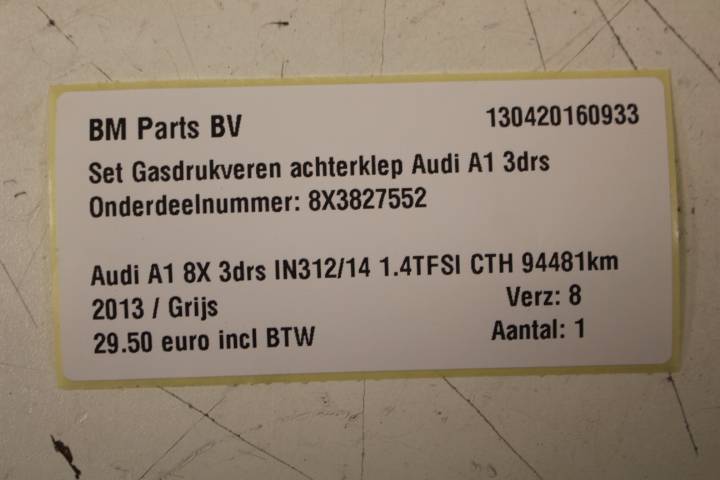 BM Parts BV 130420160933
Set Gasdrukveren achterklep Audi A1 3drs
Onderdeelnummer: 8X3827552
Audi A1 8X 3drs IN312/14 1.4TFSI CTH 94481km
2013 / Grijs Verz: 8
29.50 euro incl BTW Aantal: 1